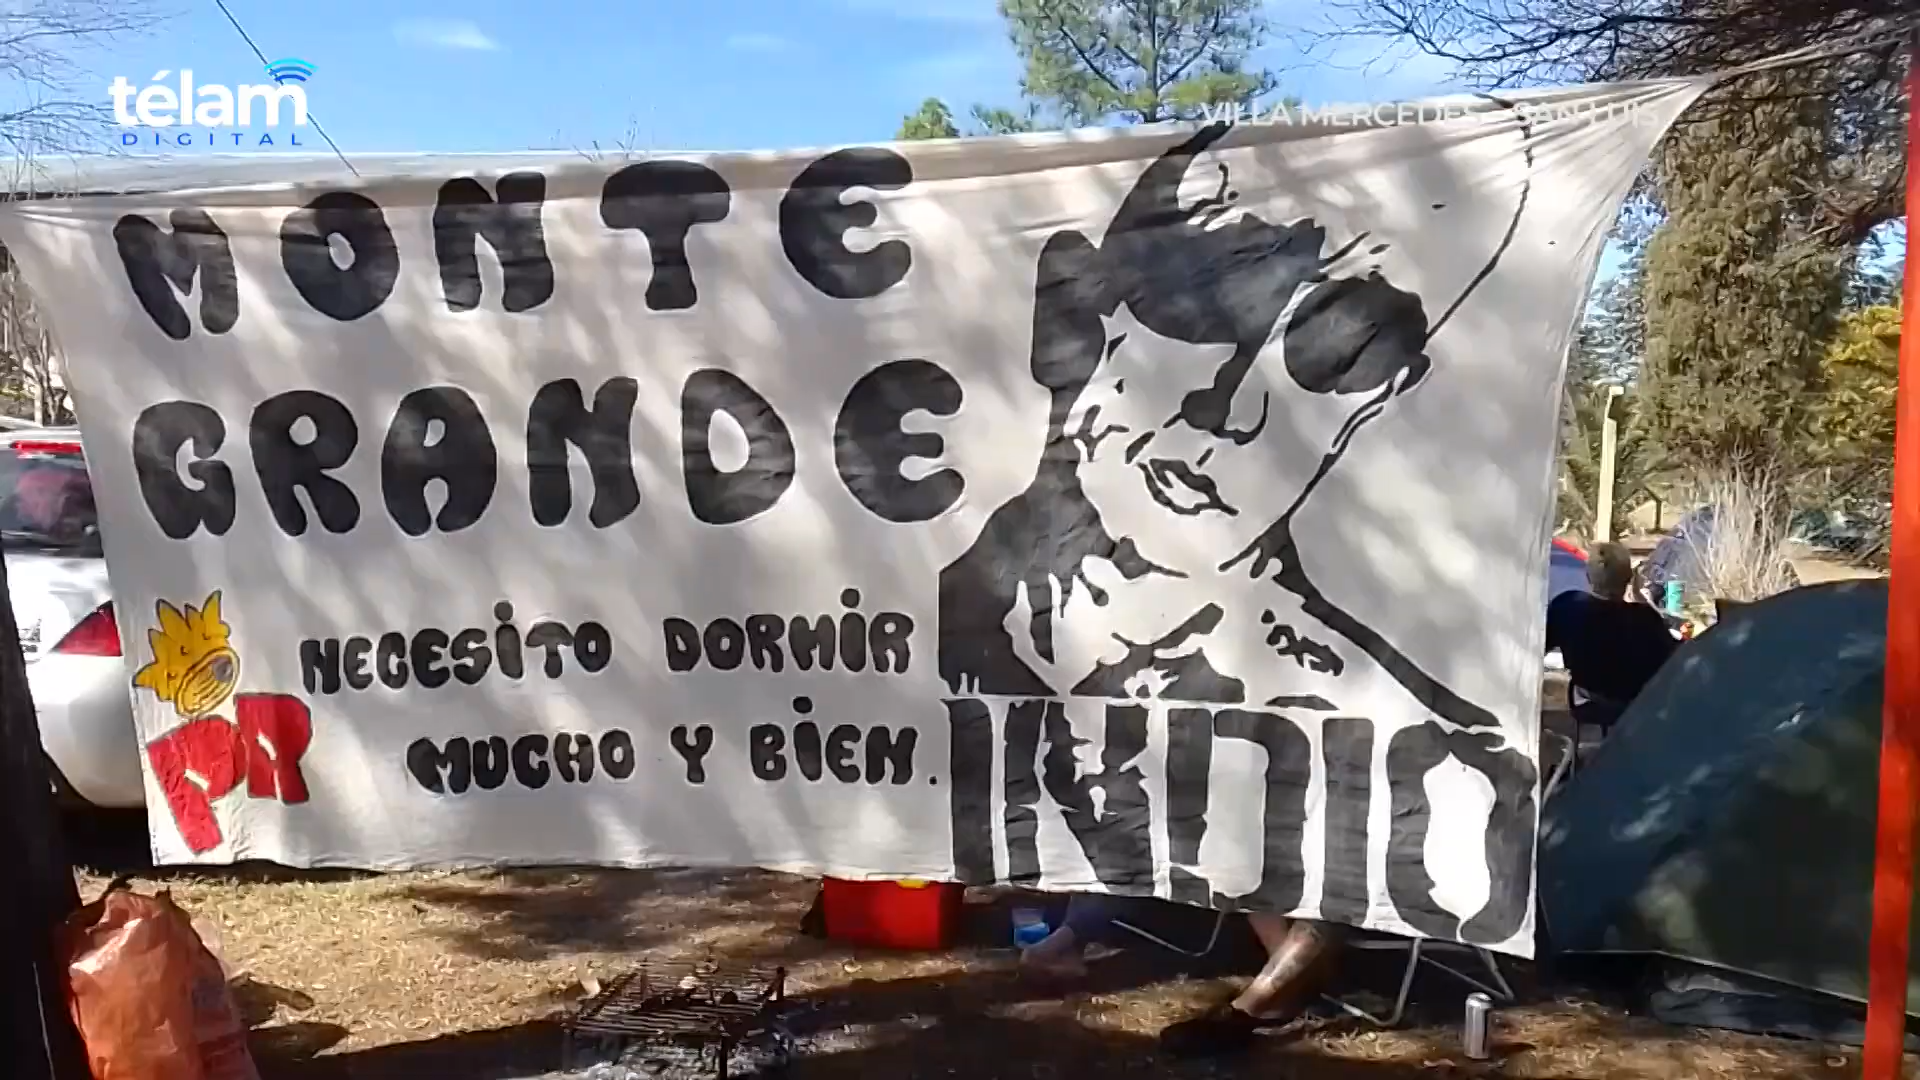 télam
DIGITAL
VILLA MERCEDES - SAN LUIS
MONTE
GRANDE
NECESITO DORMIR
MUCHO Y BIEN.
PR
INDIO